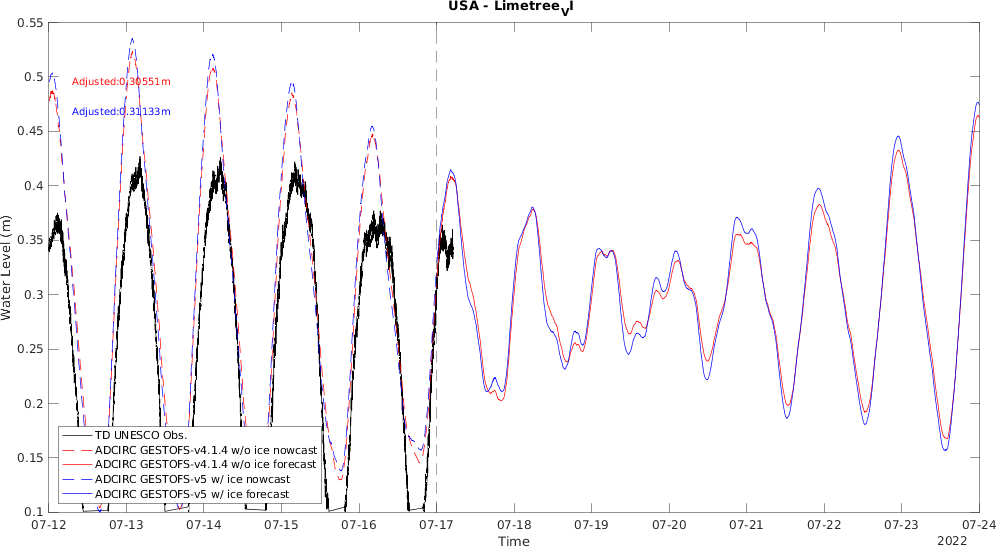 USA - Limetree_VI
0.55
0.5
0.45
0.4
0.35
0.3
0.25
0.2
0.15
0.1
Water Level (m)
Adjusted:0.30551m
Adjusted:0.31133m
TD UNESCO Obs.
ADCIRC GESTOFS-v4.1.4 w/o ice nowcast
ADCIRC GESTOFS-v4.1.4 w/o ice forecast
ADCIRC GESTOFS-v5 w/ ice nowcast
ADCIRC GESTOFS-v5 w/ ice forecast
07-12 07-13 07-14 07-15 07-16 07-17 07-18 07-19 07-20 07-21 07-22 07-23 07-24
Time
2022